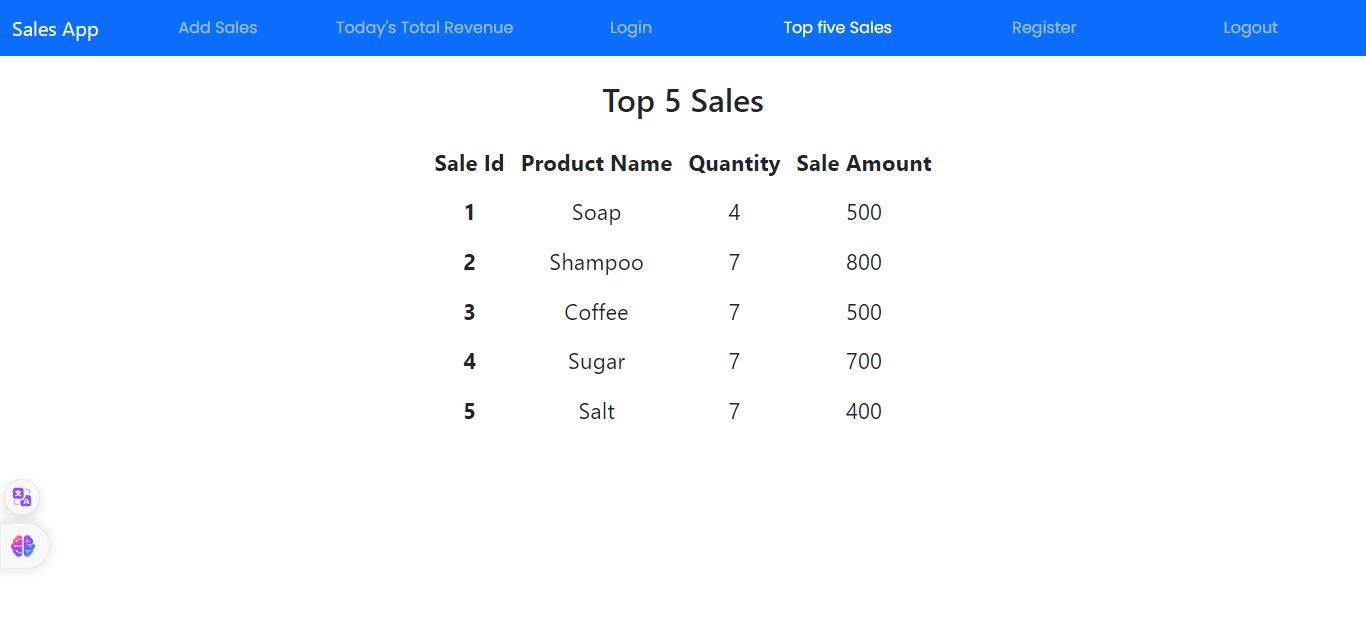 Sales App Add Sales Today's Total Revenue Login Top five Sales Register Logout
Top 5 Sales
Sale Id Product Name Quantity Sale Amount
1 Soap 4 500
2 Shampoo 7 800
3 Coffee 7 500
4 Sugar 7 700
5 Salt 7 400